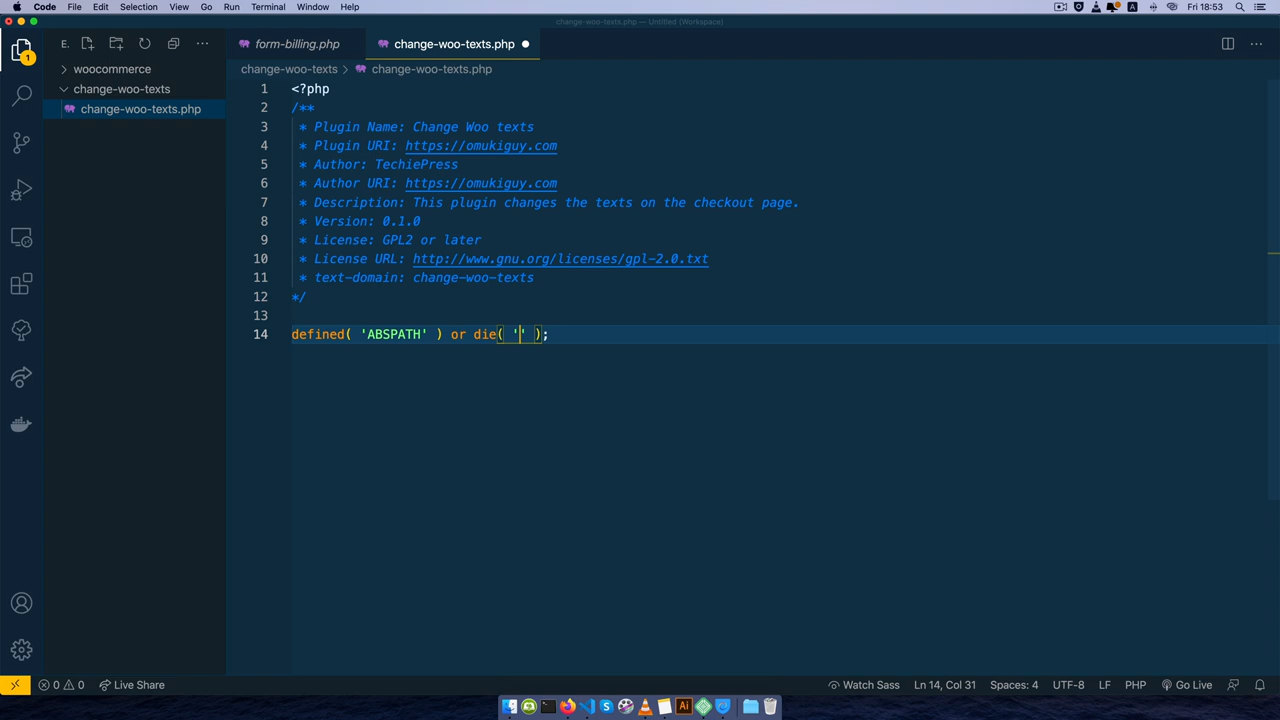 Code File Edit Selection View Go Run Terminal Window Help
A Fri 18:53
change-woo-texts.php — Untitled (Workspace)
1
E.
form-billing.php
change-woo-texts.php
woocommerce
change-woo-texts
change-woo-texts.php
change-woo-texts > change-woo-texts.php
1 <?php
2 /**
3 * Plugin Name: Change Woo texts
4 * Plugin URI: https://omukiguy.com
5 * Author: TechiePress
6 * Author URI: https://omukiguy.com
7 * Description: This plugin changes the texts on the checkout page.
8 * Version: 0.1.0
9 * License: GPL2 or later
10 * License URL: http://www.gnu.org/licenses/gpl-2.0.txt
11 * text-domain: change-woo-texts
12 */
13
14 defined( 'ABSPATH' ) or die( '' );
0 0 Live Share
Watch Sass Ln 14, Col 31 Spaces: 4 UTF-8 LF PHP Go Live
S Ai